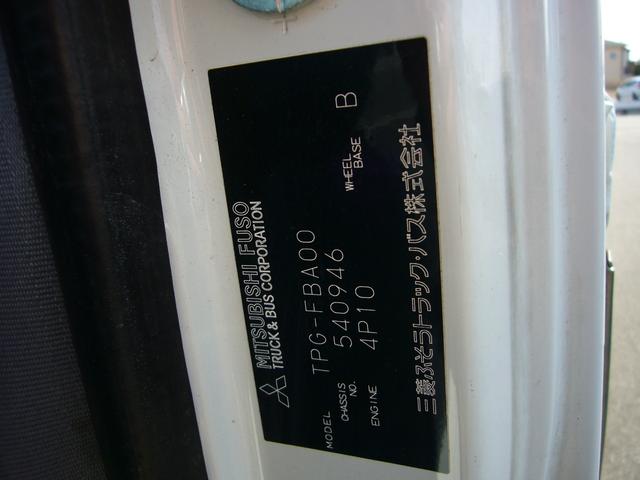 MITSUBISHI FUSO
TRUCK & BUS CORPORATION
MODEL TPG-FBA00
CHASSIS NO. 540946
ENGINE 4P10
WHEEL BASE B
三菱ふそうトラック・バス株式会社